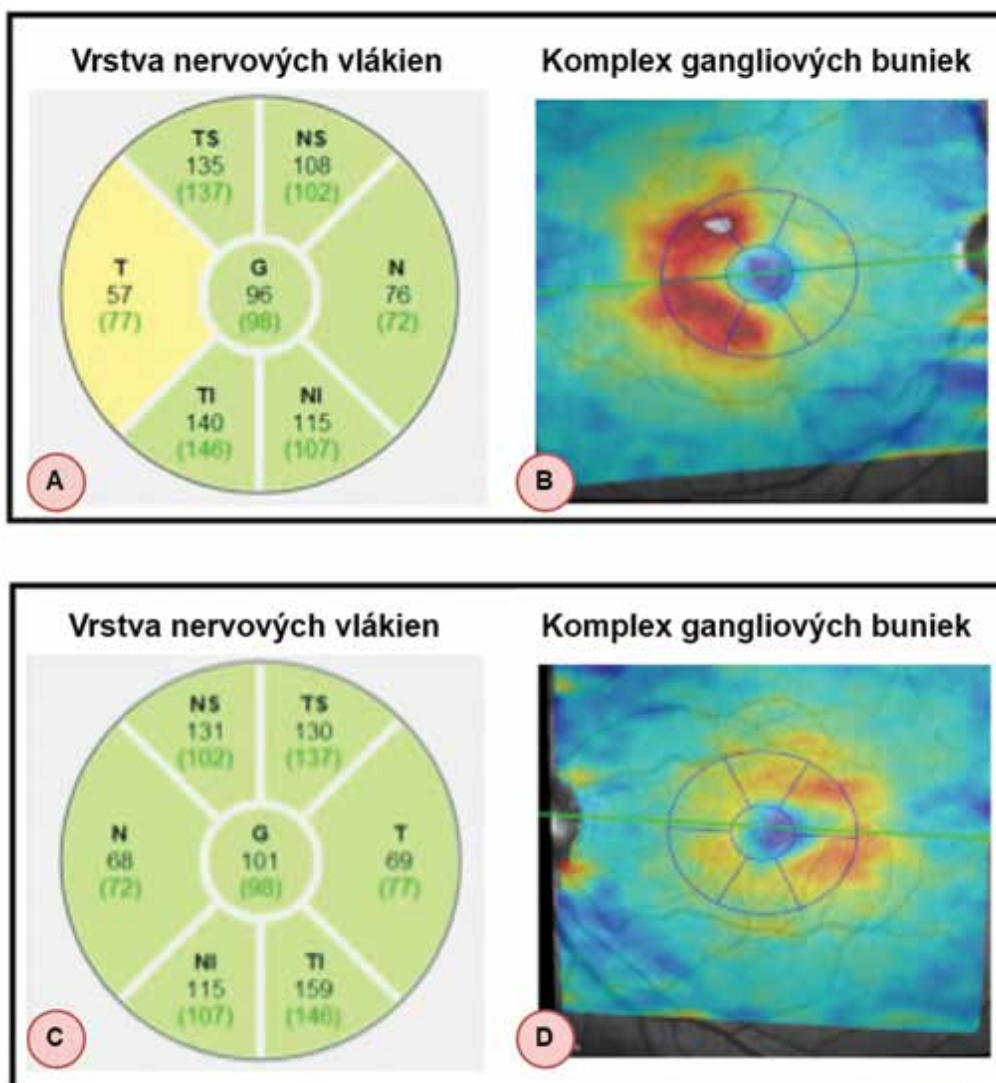 Vrstva nervových vlákien
Komplex gangliových buniek
TS
135
(137)
NS
108
(102)
T
57
(77)
G
96
(98)
N
76
(72)
TI
140
(146)
NI
115
(107)
A
B
Vrstva nervových vlákien
Komplex gangliových buniek
NS
131
(102)
TS
130
(137)
N
68
(72)
G
101
(98)
T
69
(77)
NI
115
(107)
TI
159
(146)
C
D